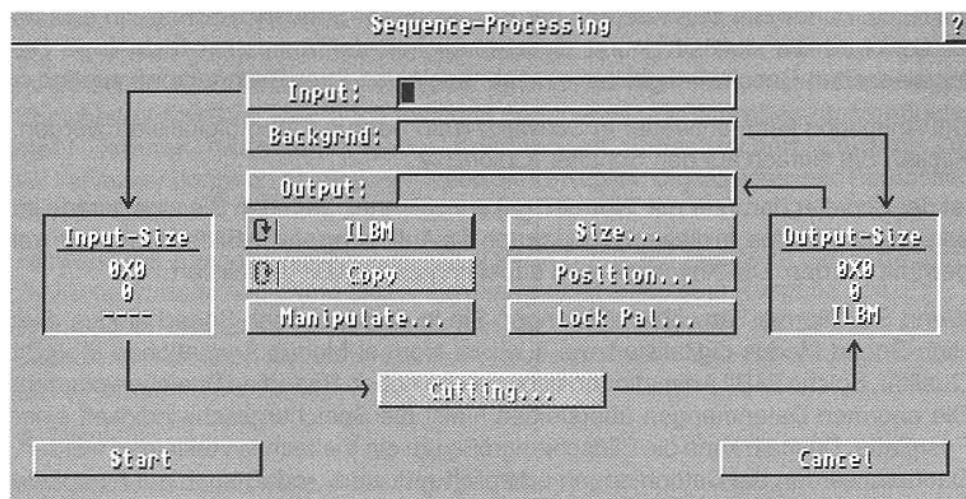 Sequence-Processing ?
Input:
Backgrnd:
Output:
Input-Size
0X0
0
----
ILBM
Copy
Manipulate...
Size...
Position...
Lock Pal...
Output-Size
0X0
0
ILBM
Cutting...
Start
Cancel